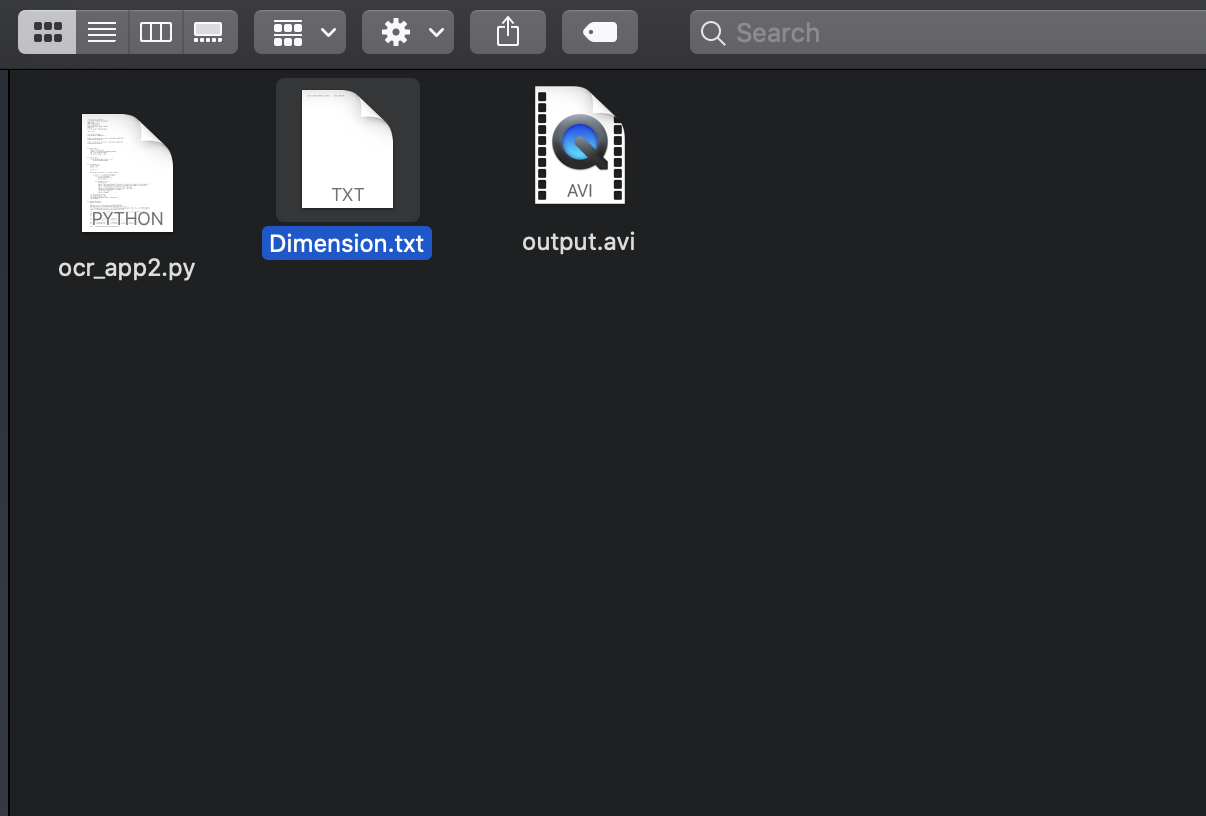 Search
PYTHON
TXT
AVI
ocr_app2.py
Dimension.txt
output.avi